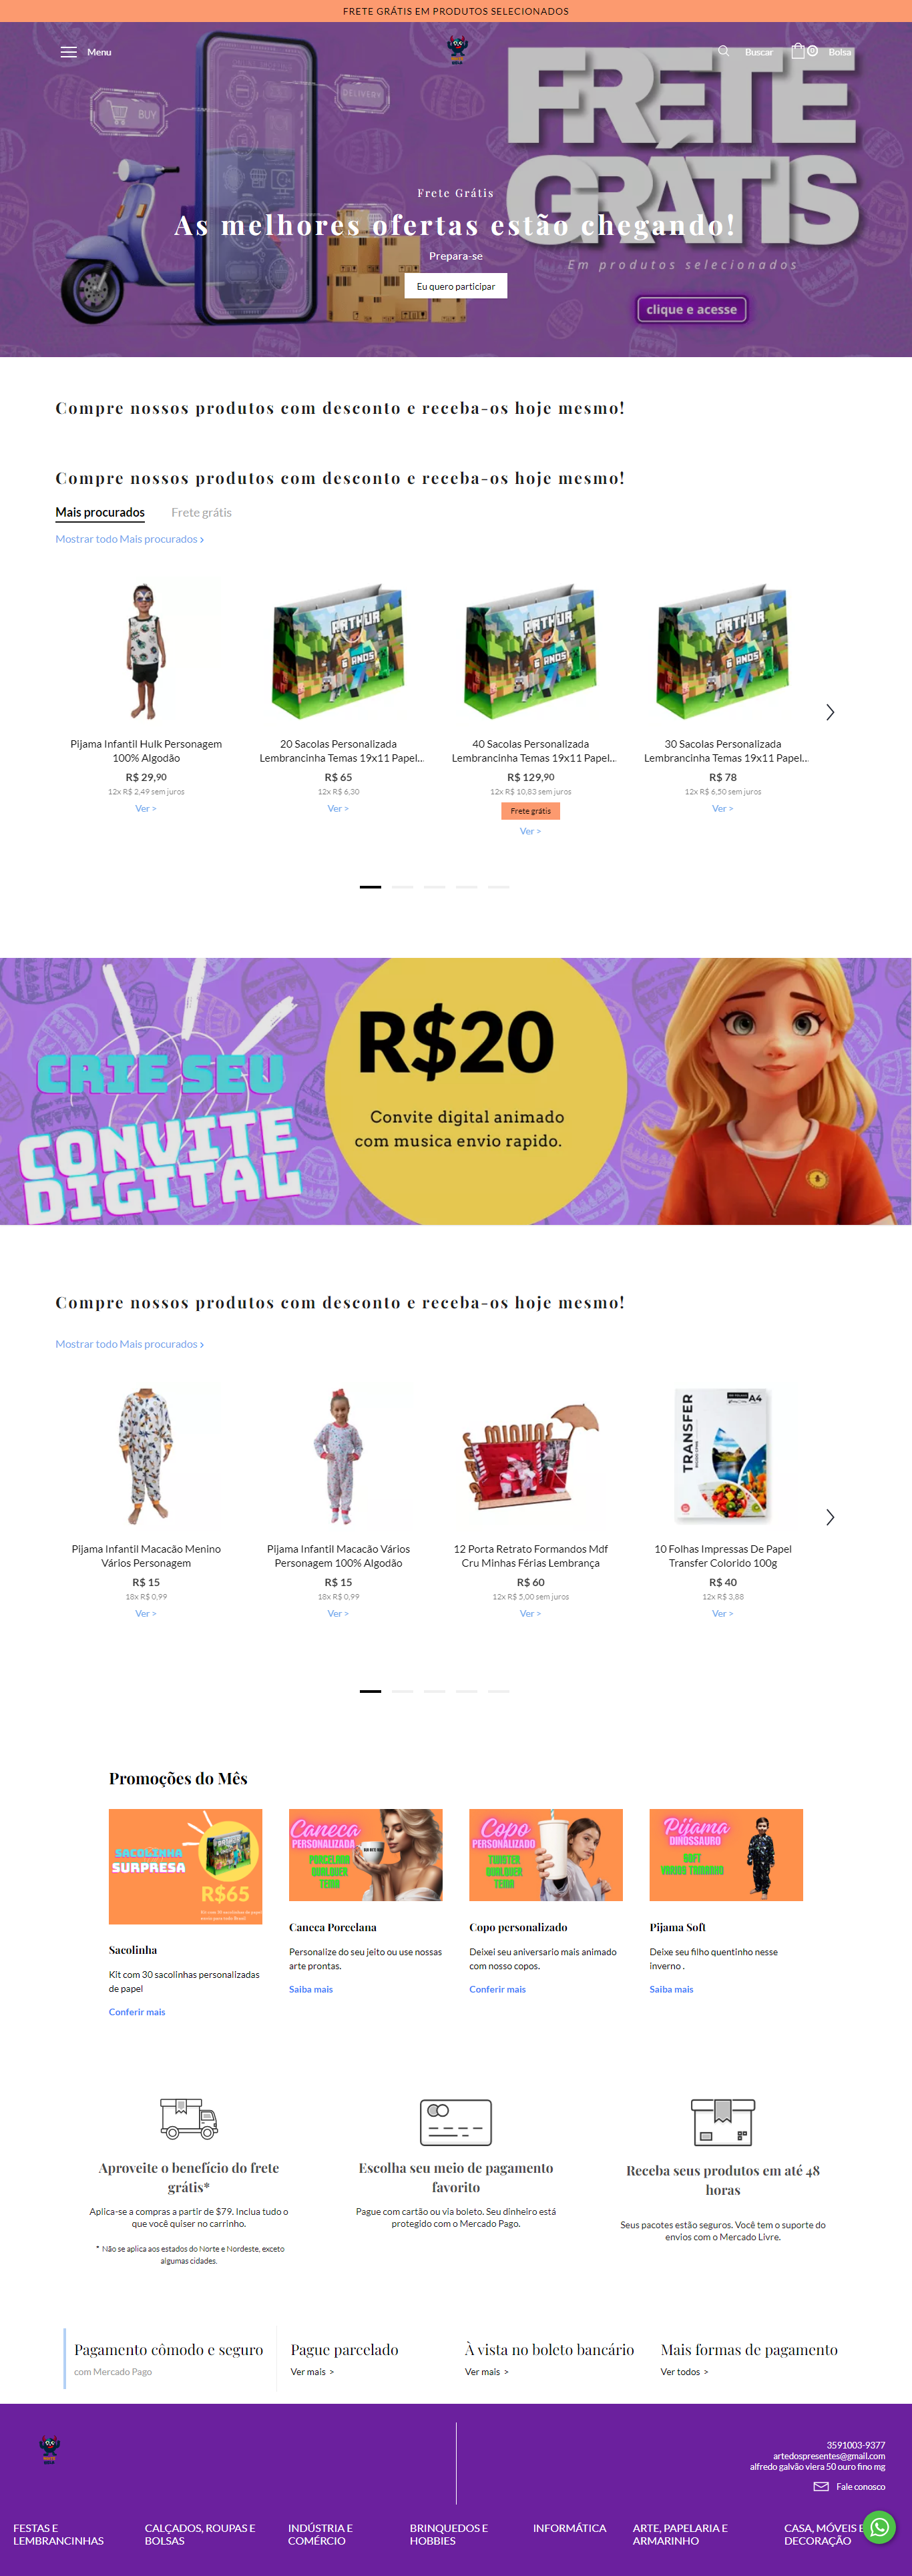 FRETE GRÁTIS EM PRODUTOS SELECIONADOS
Menu
Buscar
0
Bolsa
FRETE
GRÁTIS
BUY
DELIVERY
Frete Grátis
As melhores ofertas estão chegando!
Prepara-se
Em produtos selecionados
Eu quero participar
clique e acesse
Compre nossos produtos com desconto e receba-os hoje mesmo!
Compre nossos produtos com desconto e receba-os hoje mesmo!
Mais procurados
Frete grátis
Mostrar todo Mais procurados >
ARTHUR
6 ANOS
ARTHUR
6 ANOS
ARTHUR
6 ANOS
Pijama Infantil Hulk Personagem
100% Algodão
R$ 29,90
12x R$ 2,49 sem juros
Ver >
20 Sacolas Personalizada
Lembrancinha Temas 19x11 Papel...
R$ 65
12x R$ 6,30
Ver >
40 Sacolas Personalizada
Lembrancinha Temas 19x11 Papel...
R$ 129,90
12x R$ 10,83 sem juros
Frete grátis
Ver >
30 Sacolas Personalizada
Lembrancinha Temas 19x11 Papel...
R$ 78
12x R$ 6,50 sem juros
Ver >
CRIE SEU
CONVITE
DIGITAL
R$20
Convite digital animado
com musica envio rapido.
Compre nossos produtos com desconto e receba-os hoje mesmo!
Mostrar todo Mais procurados >
MINHAS
TRANSFER
A4
Pijama Infantil Macacão Menino
Vários Personagem
R$ 15
18x R$ 0,99
Ver >
Pijama Infantil Macacão Vários
Personagem 100% Algodão
R$ 15
18x R$ 0,99
Ver >
12 Porta Retrato Formandos Mdf
Cru Minhas Férias Lembrança
R$ 60
12x R$ 5,00 sem juros
Ver >
10 Folhas Impressas De Papel
Transfer Colorido 100g
R$ 40
12x R$ 3,88
Ver >
Promoções do Mês
SACOLINHA
SURPRESA
R$65
Sacolinha
Kit com 30 sacolinhas personalizadas
de papel
Conferir mais
Caneca
PERSONALIZADA
PORCELANA
QUALQUER
TEMA
Caneca Porcelana
Personalize do seu jeito ou use nossas
arte prontas.
Saiba mais
Copo
PERSONALIZADO
TWISTER
QUALQUER
TEMA
Copo personalizado
Deixei seu aniversario mais animado
com nosso copos.
Conferir mais
Pijama
DINOSSAURO
SOFT
VARIOS TAMANHO
Pijama Soft
Deixe seu filho quentinho nesse
inverno .
Saiba mais
Aproveite o benefício do frete
grátis*
Aplica-se a compras a partir de $79. Inclua tudo o
que você quiser no carrinho.
* Não se aplica aos estados do Norte e Nordeste, exceto
algumas cidades.
Escolha seu meio de pagamento
favorito
Pague com cartão ou via boleto. Seu dinheiro está
protegido com o Mercado Pago.
Receba seus produtos em até 48
horas
Seus pacotes estão seguros. Você tem o suporte do
envios com o Mercado Livre.
Pagamento cômodo e seguro
com Mercado Pago
Pague parcelado
Ver mais >
À vista no boleto bancário
Ver mais >
Mais formas de pagamento
Ver todos >
3591003-9377
artedospresentes@gmail.com
alfredo galvão viera 50 ouro fino mg
Fale conosco
FESTAS E
LEMBRANCINHAS
CALÇADOS, ROUPAS E
BOLSAS
INDÚSTRIA E
COMÉRCIO
BRINQUEDOS E
HOBBIES
INFORMÁTICA
ARTE, PAPELARIA E
ARMARINHO
CASA, MÓVEIS E
DECORAÇÃO